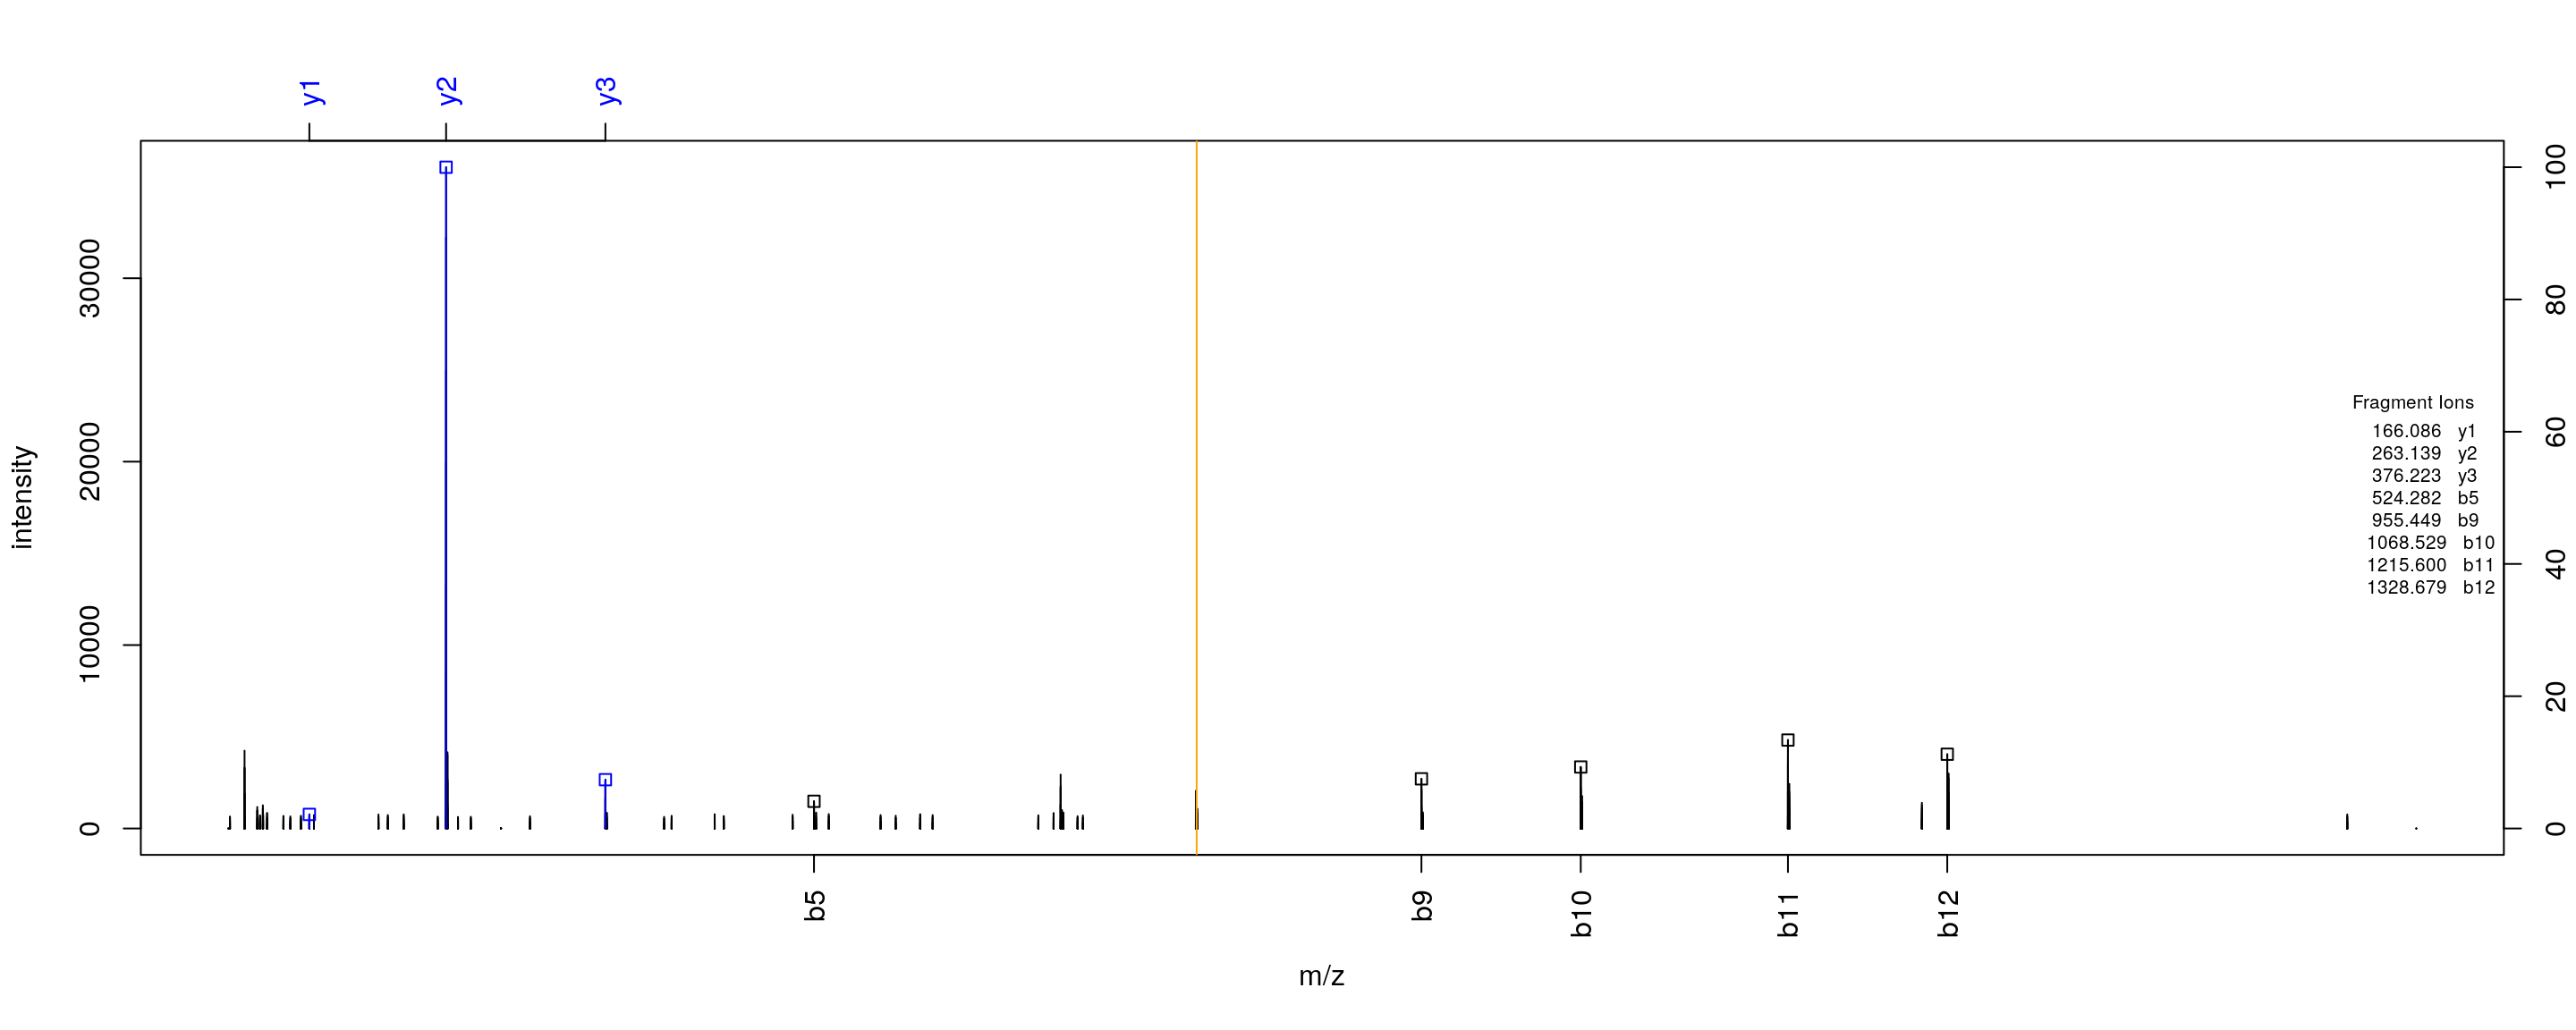 y1 y2 y3
30000
20000
10000
0
intensity
100
80
60
40
20
0
Fragment Ions
166.086 y1
263.139 y2
376.223 y3
524.282 b5
955.449 b9
1068.529 b10
1215.600 b11
1328.679 b12
b5 b9 b10 b11 b12
m/z